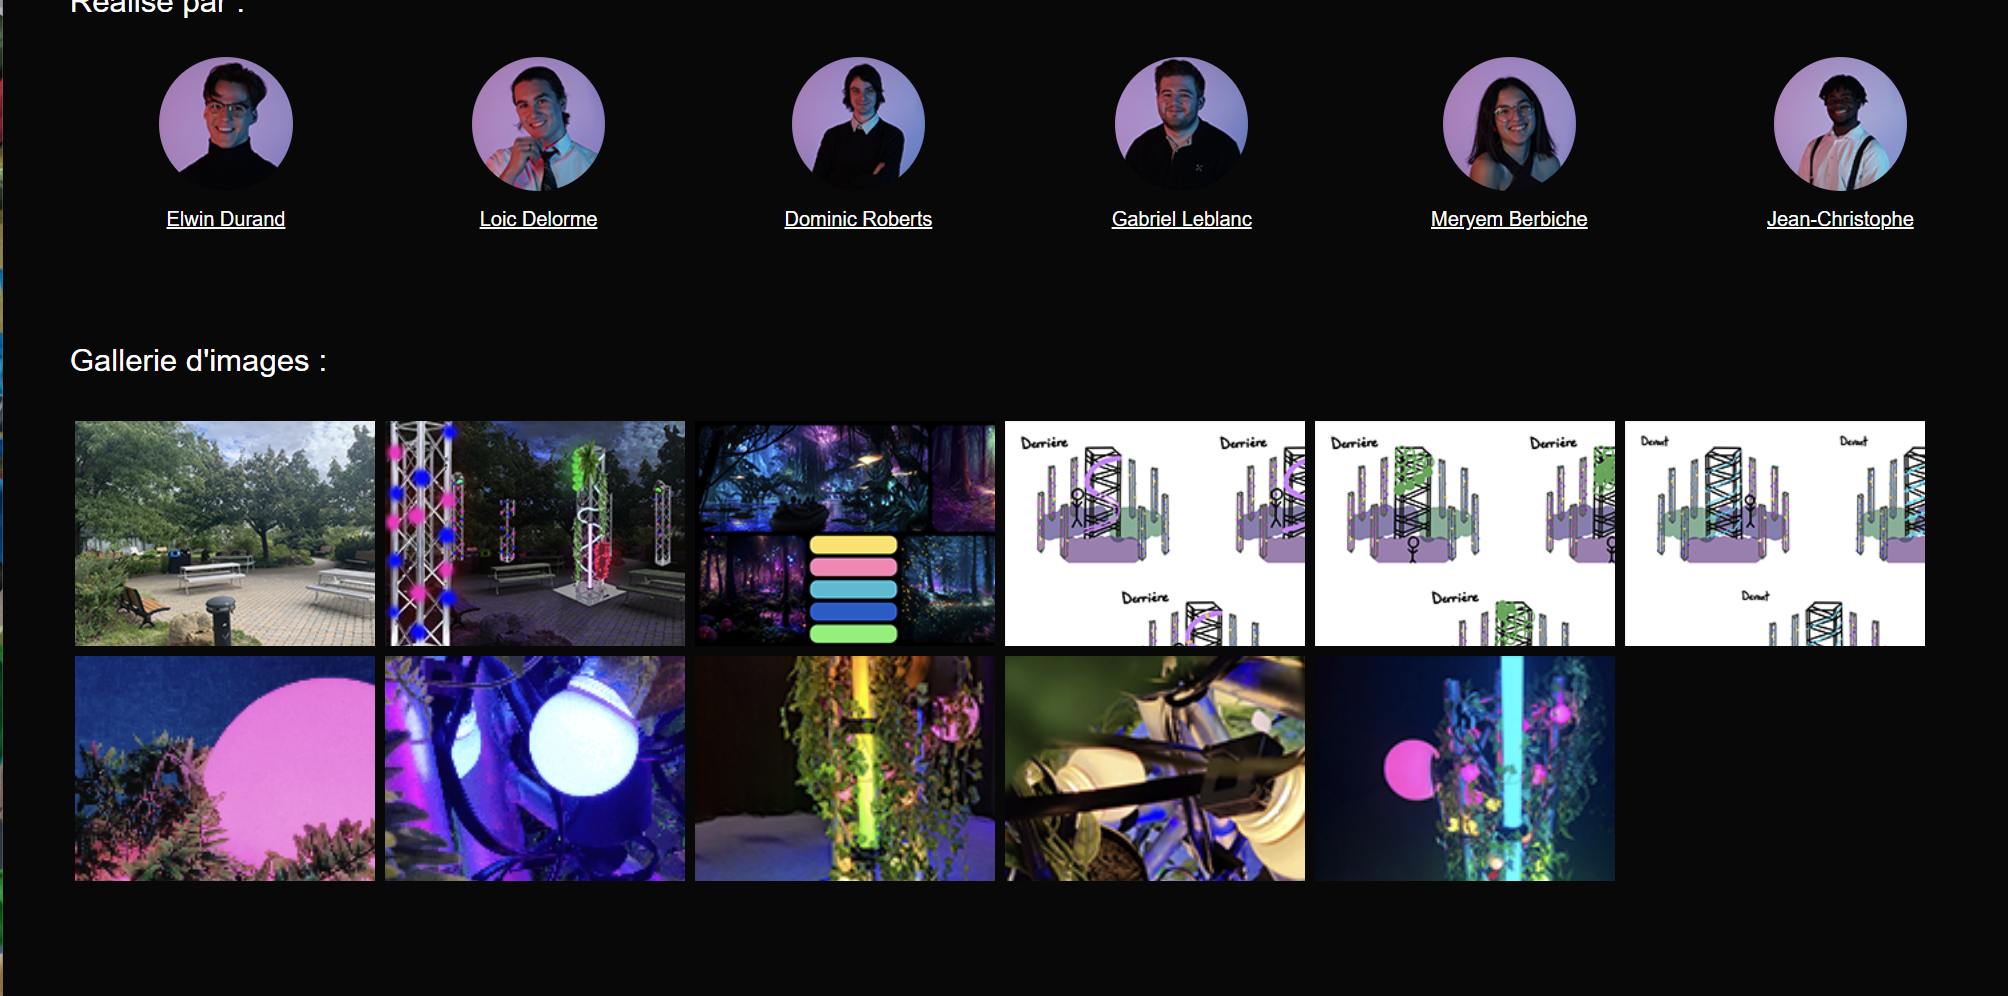 Réalisé par :
Elwin Durand
Loic Delorme
Dominic Roberts
Gabriel Leblanc
Meryem Berbiche
Jean-Christophe
Gallerie d'images :
Derrière
Derrière
Derrière
Derrière
Devant
Devant
Derrière
Derrière
Devant